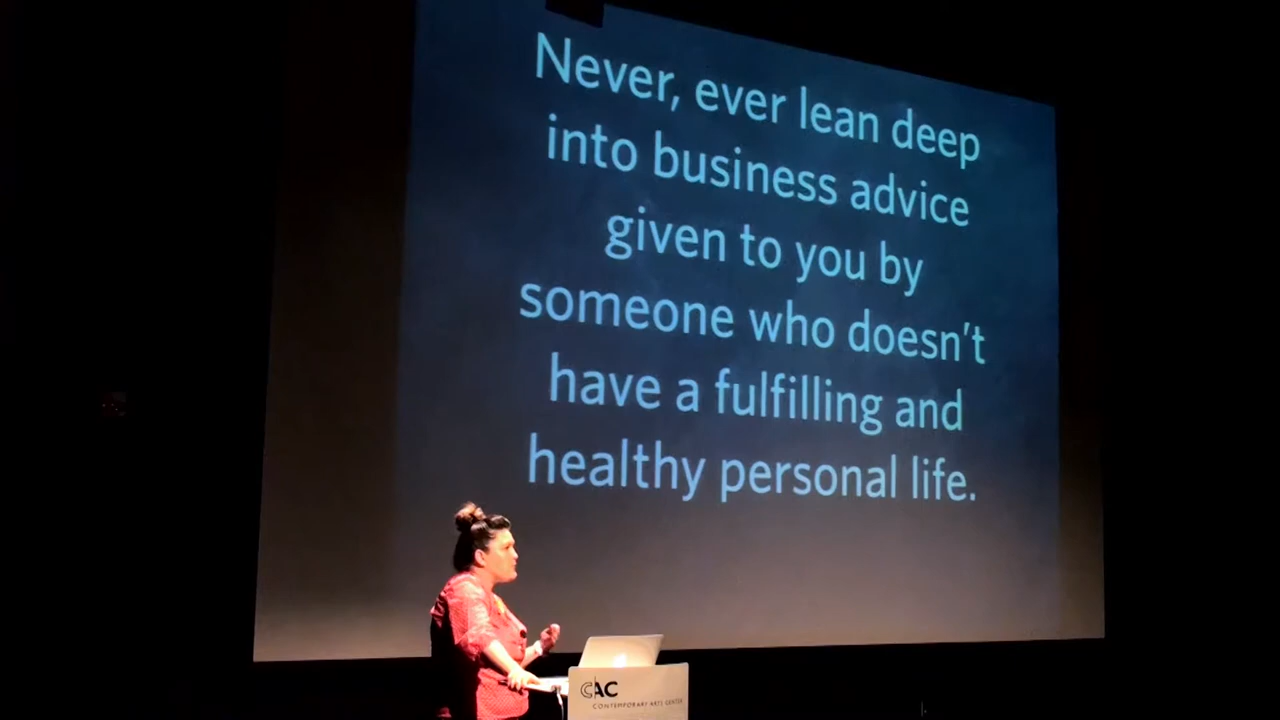 Never, ever lean deep
into business advice
given to you by
someone who doesn't
have a fulfilling and
healthy personal life.
CAC
CONTEMPORARY ARTS CENTER